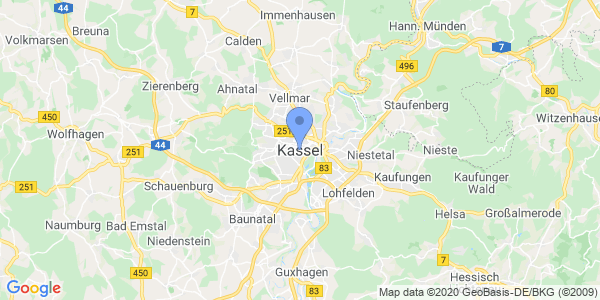 44
7
Immenhausen
Breuna
Hann. Münden
Volkmarsen
Calden
7
496
Zierenberg
Ahnatal
80
Vellmar
Staufenberg
450
Witzenhausen
Wolfhagen
251
44
Kassel
251
Niestetal
Nieste
83
Kaufungen
Kaufunger
Wald
251
Schauenburg
Lohfelden
Helsa
Großalmerode
Naumburg
Bad Emstal
Baunatal
Niedenstein
7
450
Guxhagen
Hessisch
83
Google
Map data ©2020 GeoBasis-DE/BKG (©2009)